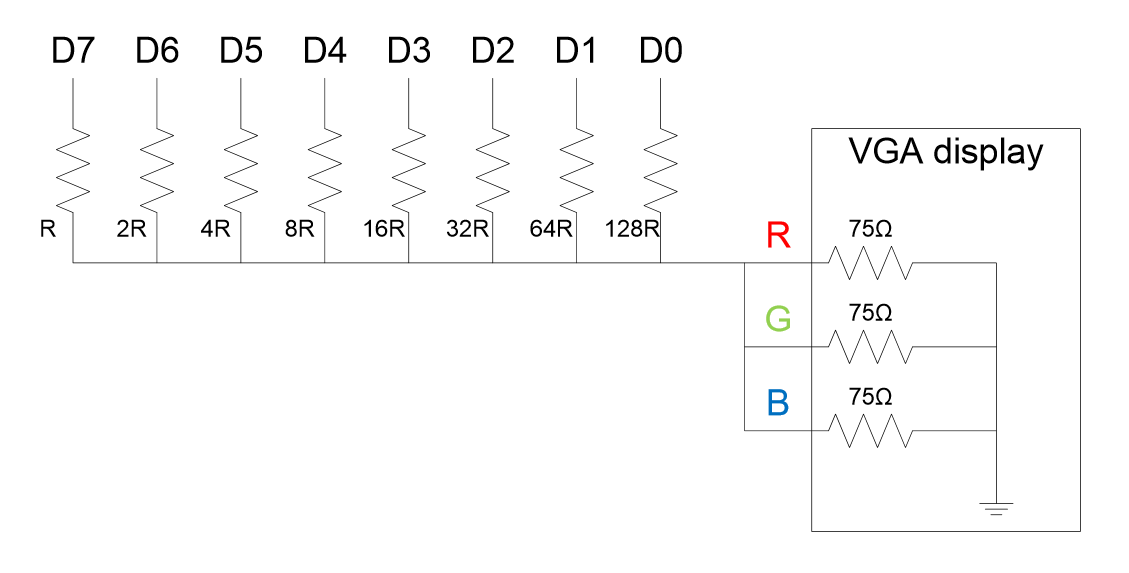 D7 D6 D5 D4 D3 D2 D1 D0
VGA display
R 2R 4R 8R 16R 32R 64R 128R
R 75Ω
G 75Ω
B 75Ω